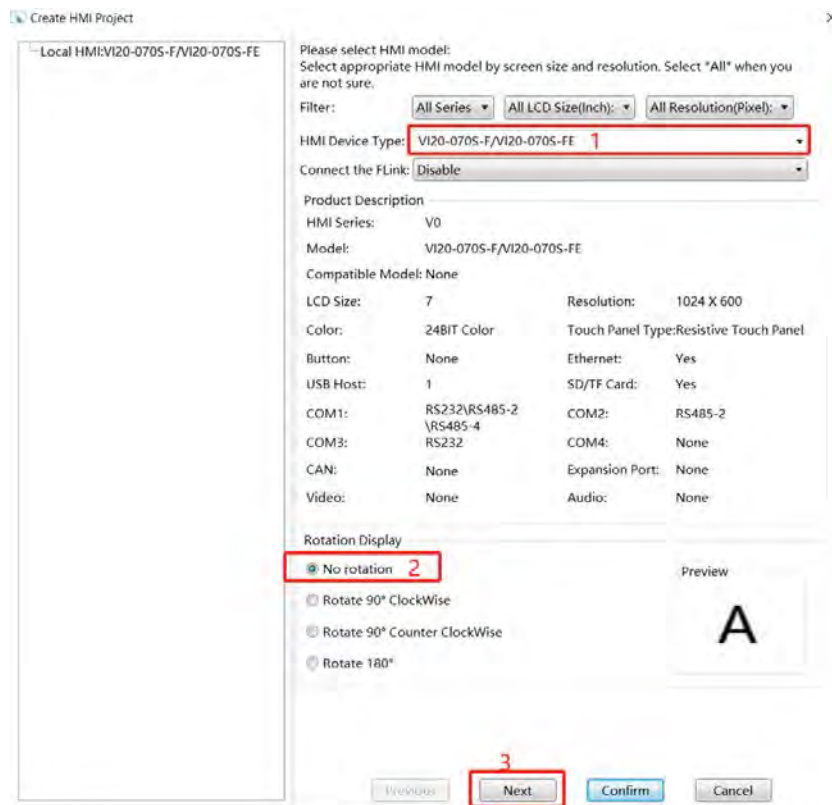 Create HMI Project
Local HMI:VI20-070S-F/VI20-070S-FE
Please select HMI model:
Select appropriate HMI model by screen size and resolution. Select "All" when you
are not sure.
Filter: All Series All LCD Size(Inch): All Resolution(Pixel):
HMI Device Type: VI20-070S-F/VI20-070S-FE 1
Connect the FLink: Disable
Product Description
HMI Series: V0
Model: VI20-070S-F/VI20-070S-FE
Compatible Model: None
LCD Size: 7 Resolution: 1024 X 600
Color: 24BIT Color Touch Panel Type:Resistive Touch Panel
Button: None Ethernet: Yes
USB Host: 1 SD/TF Card: Yes
COM1: RS232\RS485-2
\RS485-4 COM2: RS485-2
COM3: RS232 COM4: None
CAN: None Expansion Port: None
Video: None Audio: None
Rotation Display
No rotation 2
Preview
Rotate 90° ClockWise
A
Rotate 90° Counter ClockWise
Rotate 180°
3
Previous Next Confirm Cancel